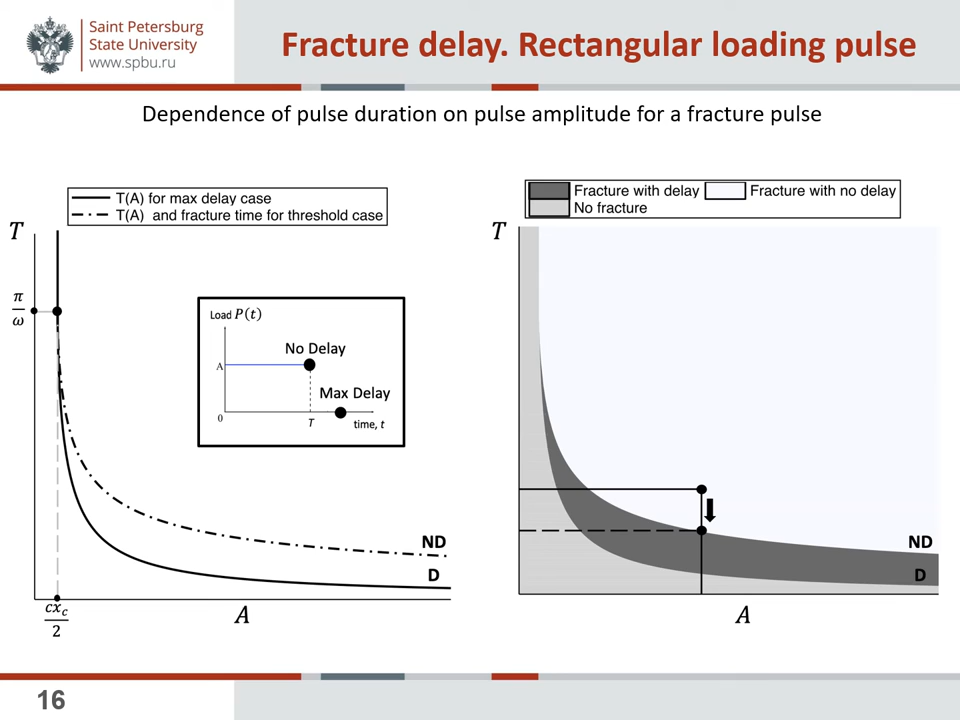 Saint Petersburg
State University
www.spbu.ru
Fracture delay. Rectangular loading pulse
Dependence of pulse duration on pulse amplitude for a fracture pulse
T(A) for max delay case
T(A) and fracture time for threshold case
T
π
ω
Load P(t)
No Delay
A
Max Delay
0
T
time, t
ND
D
cx_c
2
A
Fracture with delay
Fracture with no delay
No fracture
T
ND
D
A
16